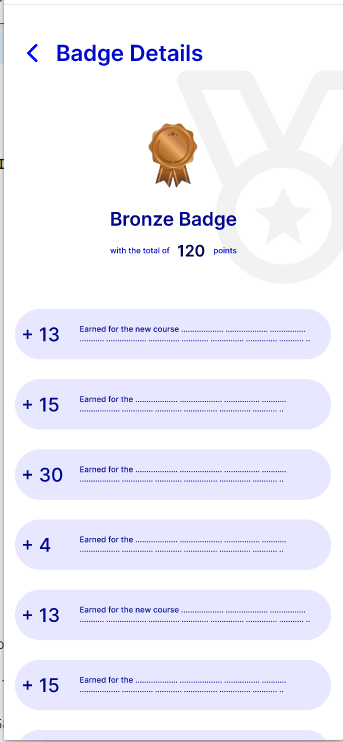 Badge Details
Bronze Badge
with the total of 120 points
+ 13 Earned for the new course .................. .................. ...............
.......... ................. ............. ........... ............. ............. ........... ..
+ 15 Earned for the ................. .................. .................. ...........
................. ............. ........... ............. ............. ........... ..
+ 30 Earned for the ................. .................. .................. ...........
................. ............. ........... ............. ............. ........... ..
+ 4 Earned for the ................. .................. .................. ...........
................. ............. ........... ............. ............. ........... ..
+ 13 Earned for the new course .................. .................. ...............
.......... ................. ............. ........... ............. ............. ........... ..
+ 15 Earned for the ................. .................. .................. ...........
................. ............. ........... ............. ............. ........... ..